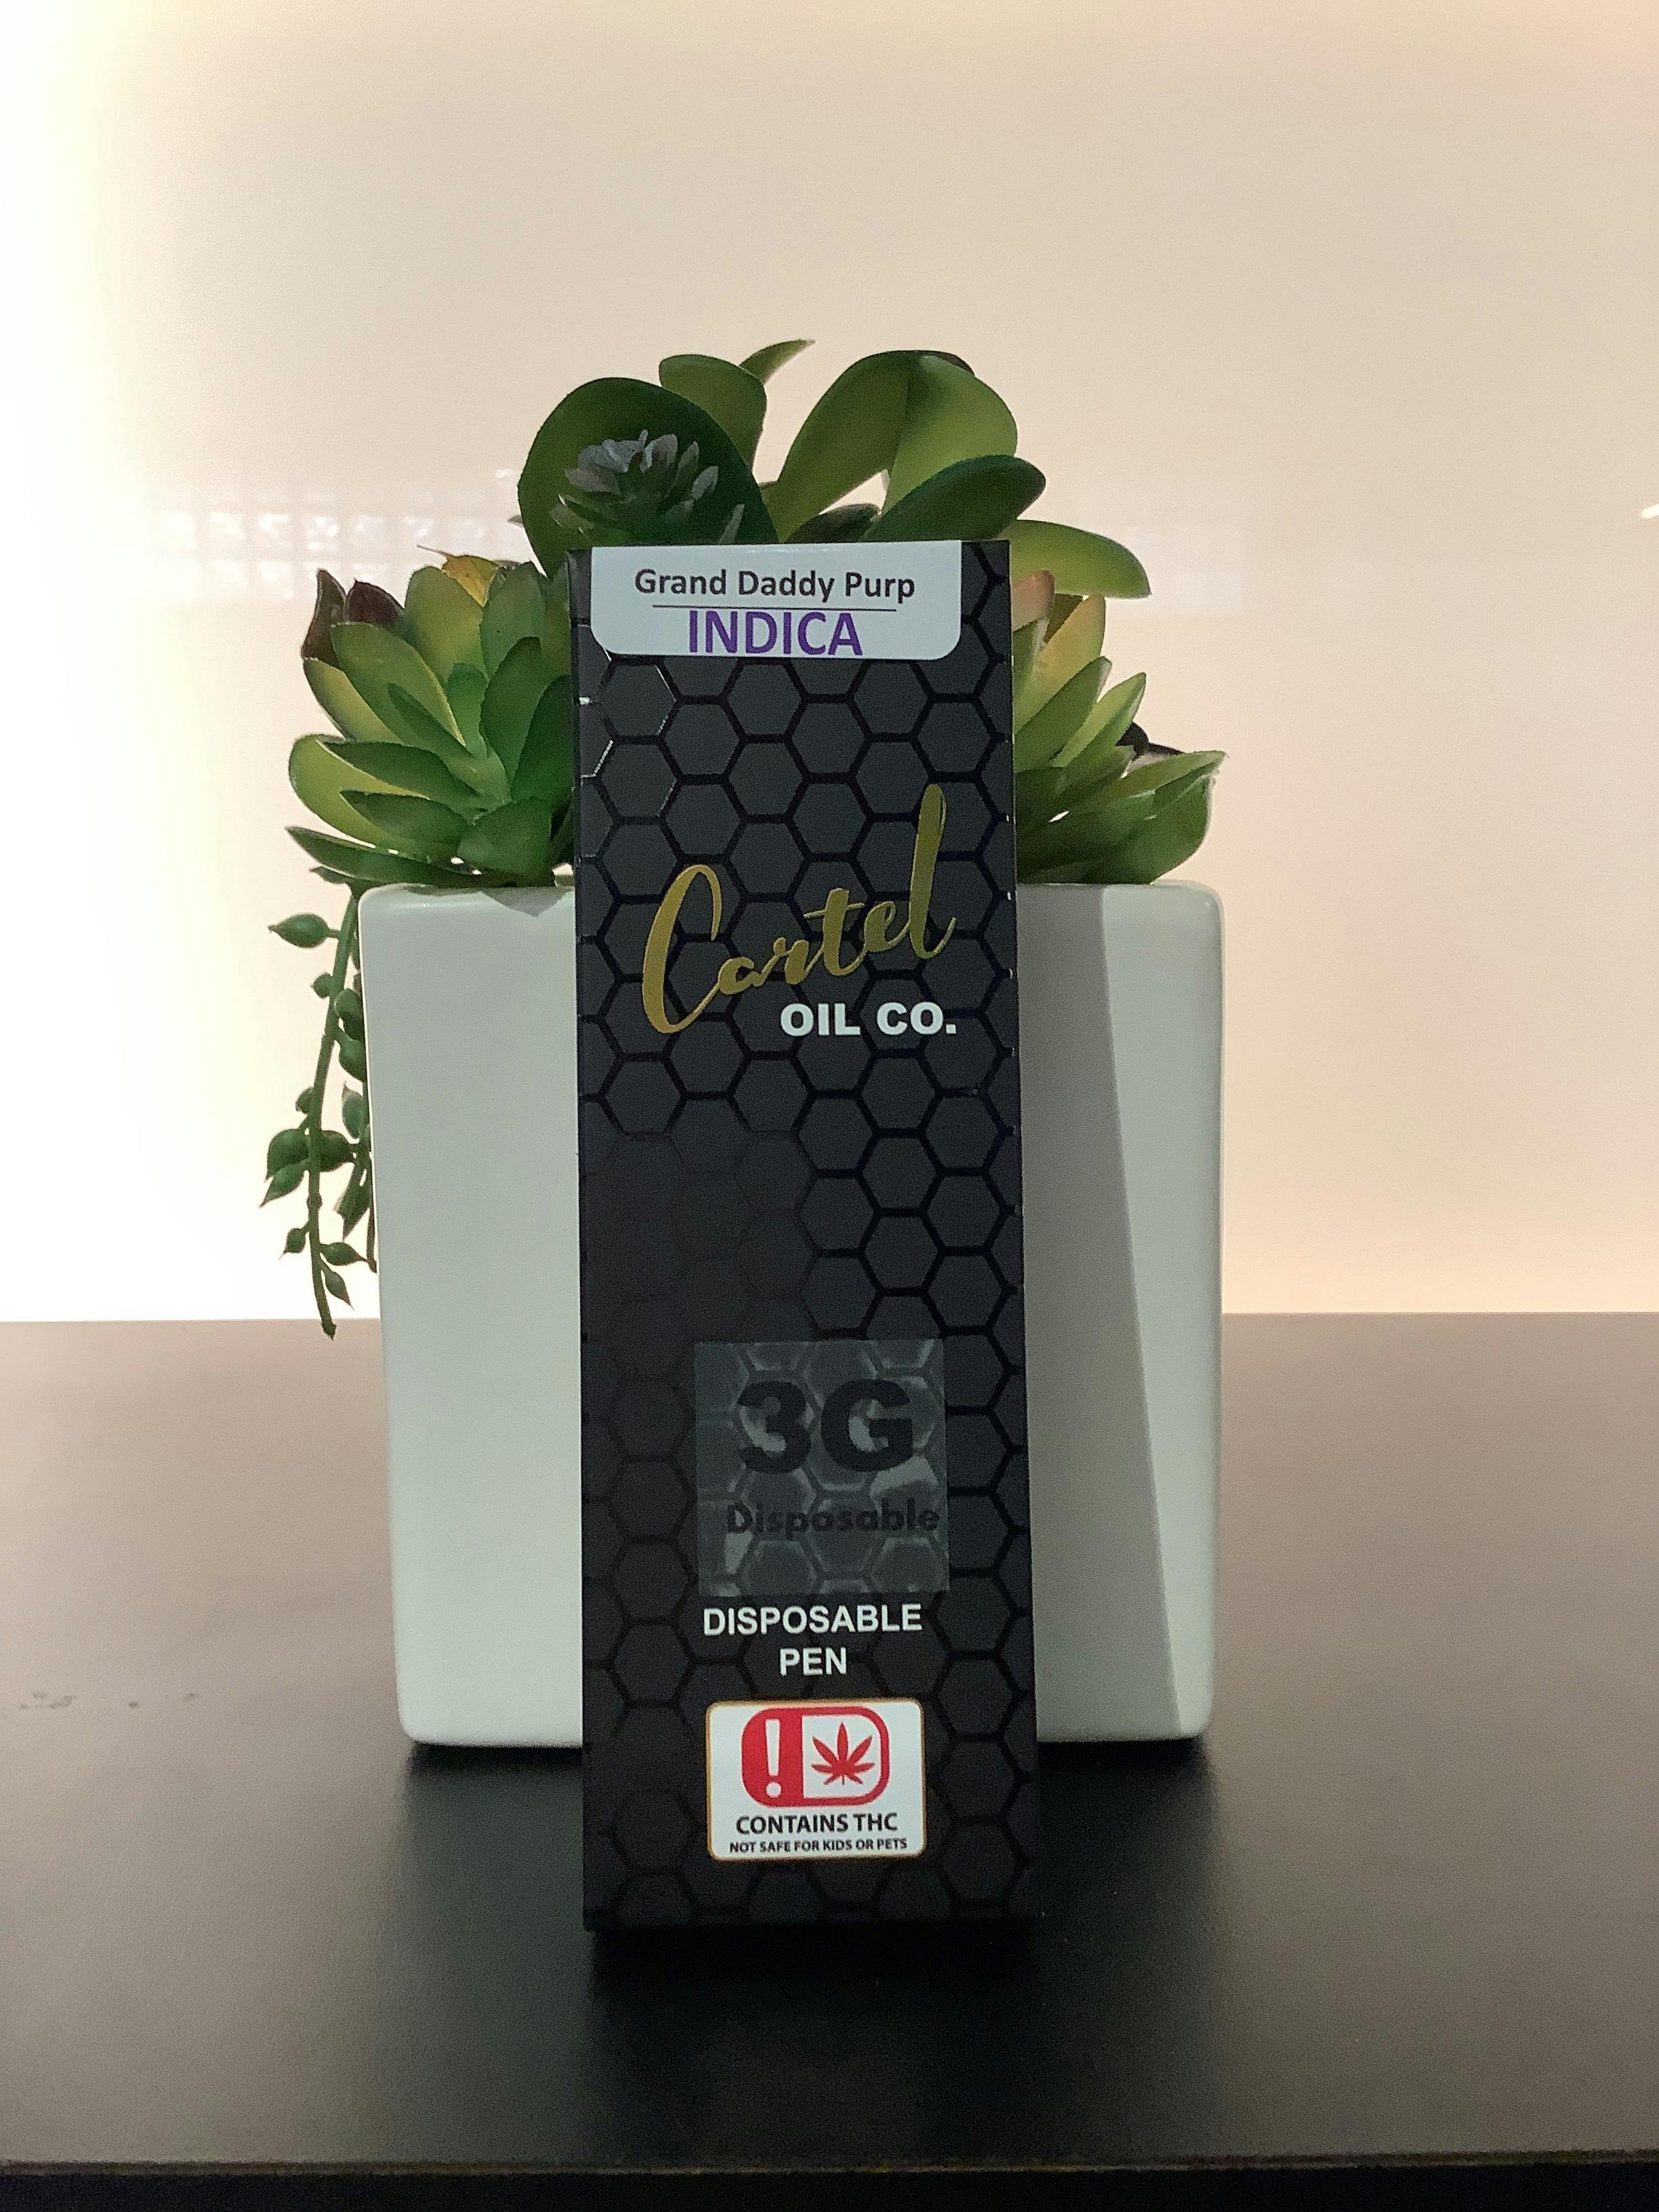 Grand Daddy Purp
INDICA
Cartel
OIL CO.
3G
Disposable
DISPOSABLE
PEN
!
CONTAINS THC
NOT SAFE FOR KIDS OR PETS